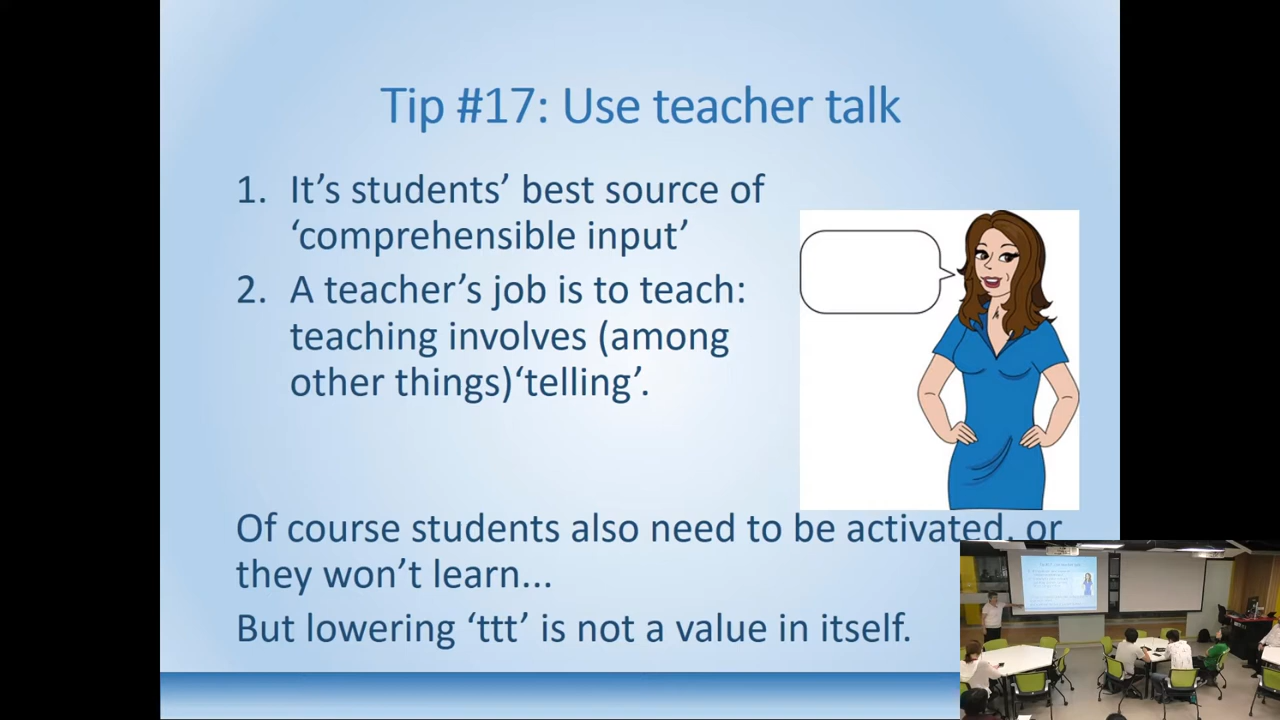 Tip #17: Use teacher talk
1. It’s students’ best source of
‘comprehensible input’
2. A teacher’s job is to teach:
teaching involves (among
other things)‘telling’.
Of course students also need to be activated, or
they won’t learn...
But lowering ‘ttt’ is not a value in itself.